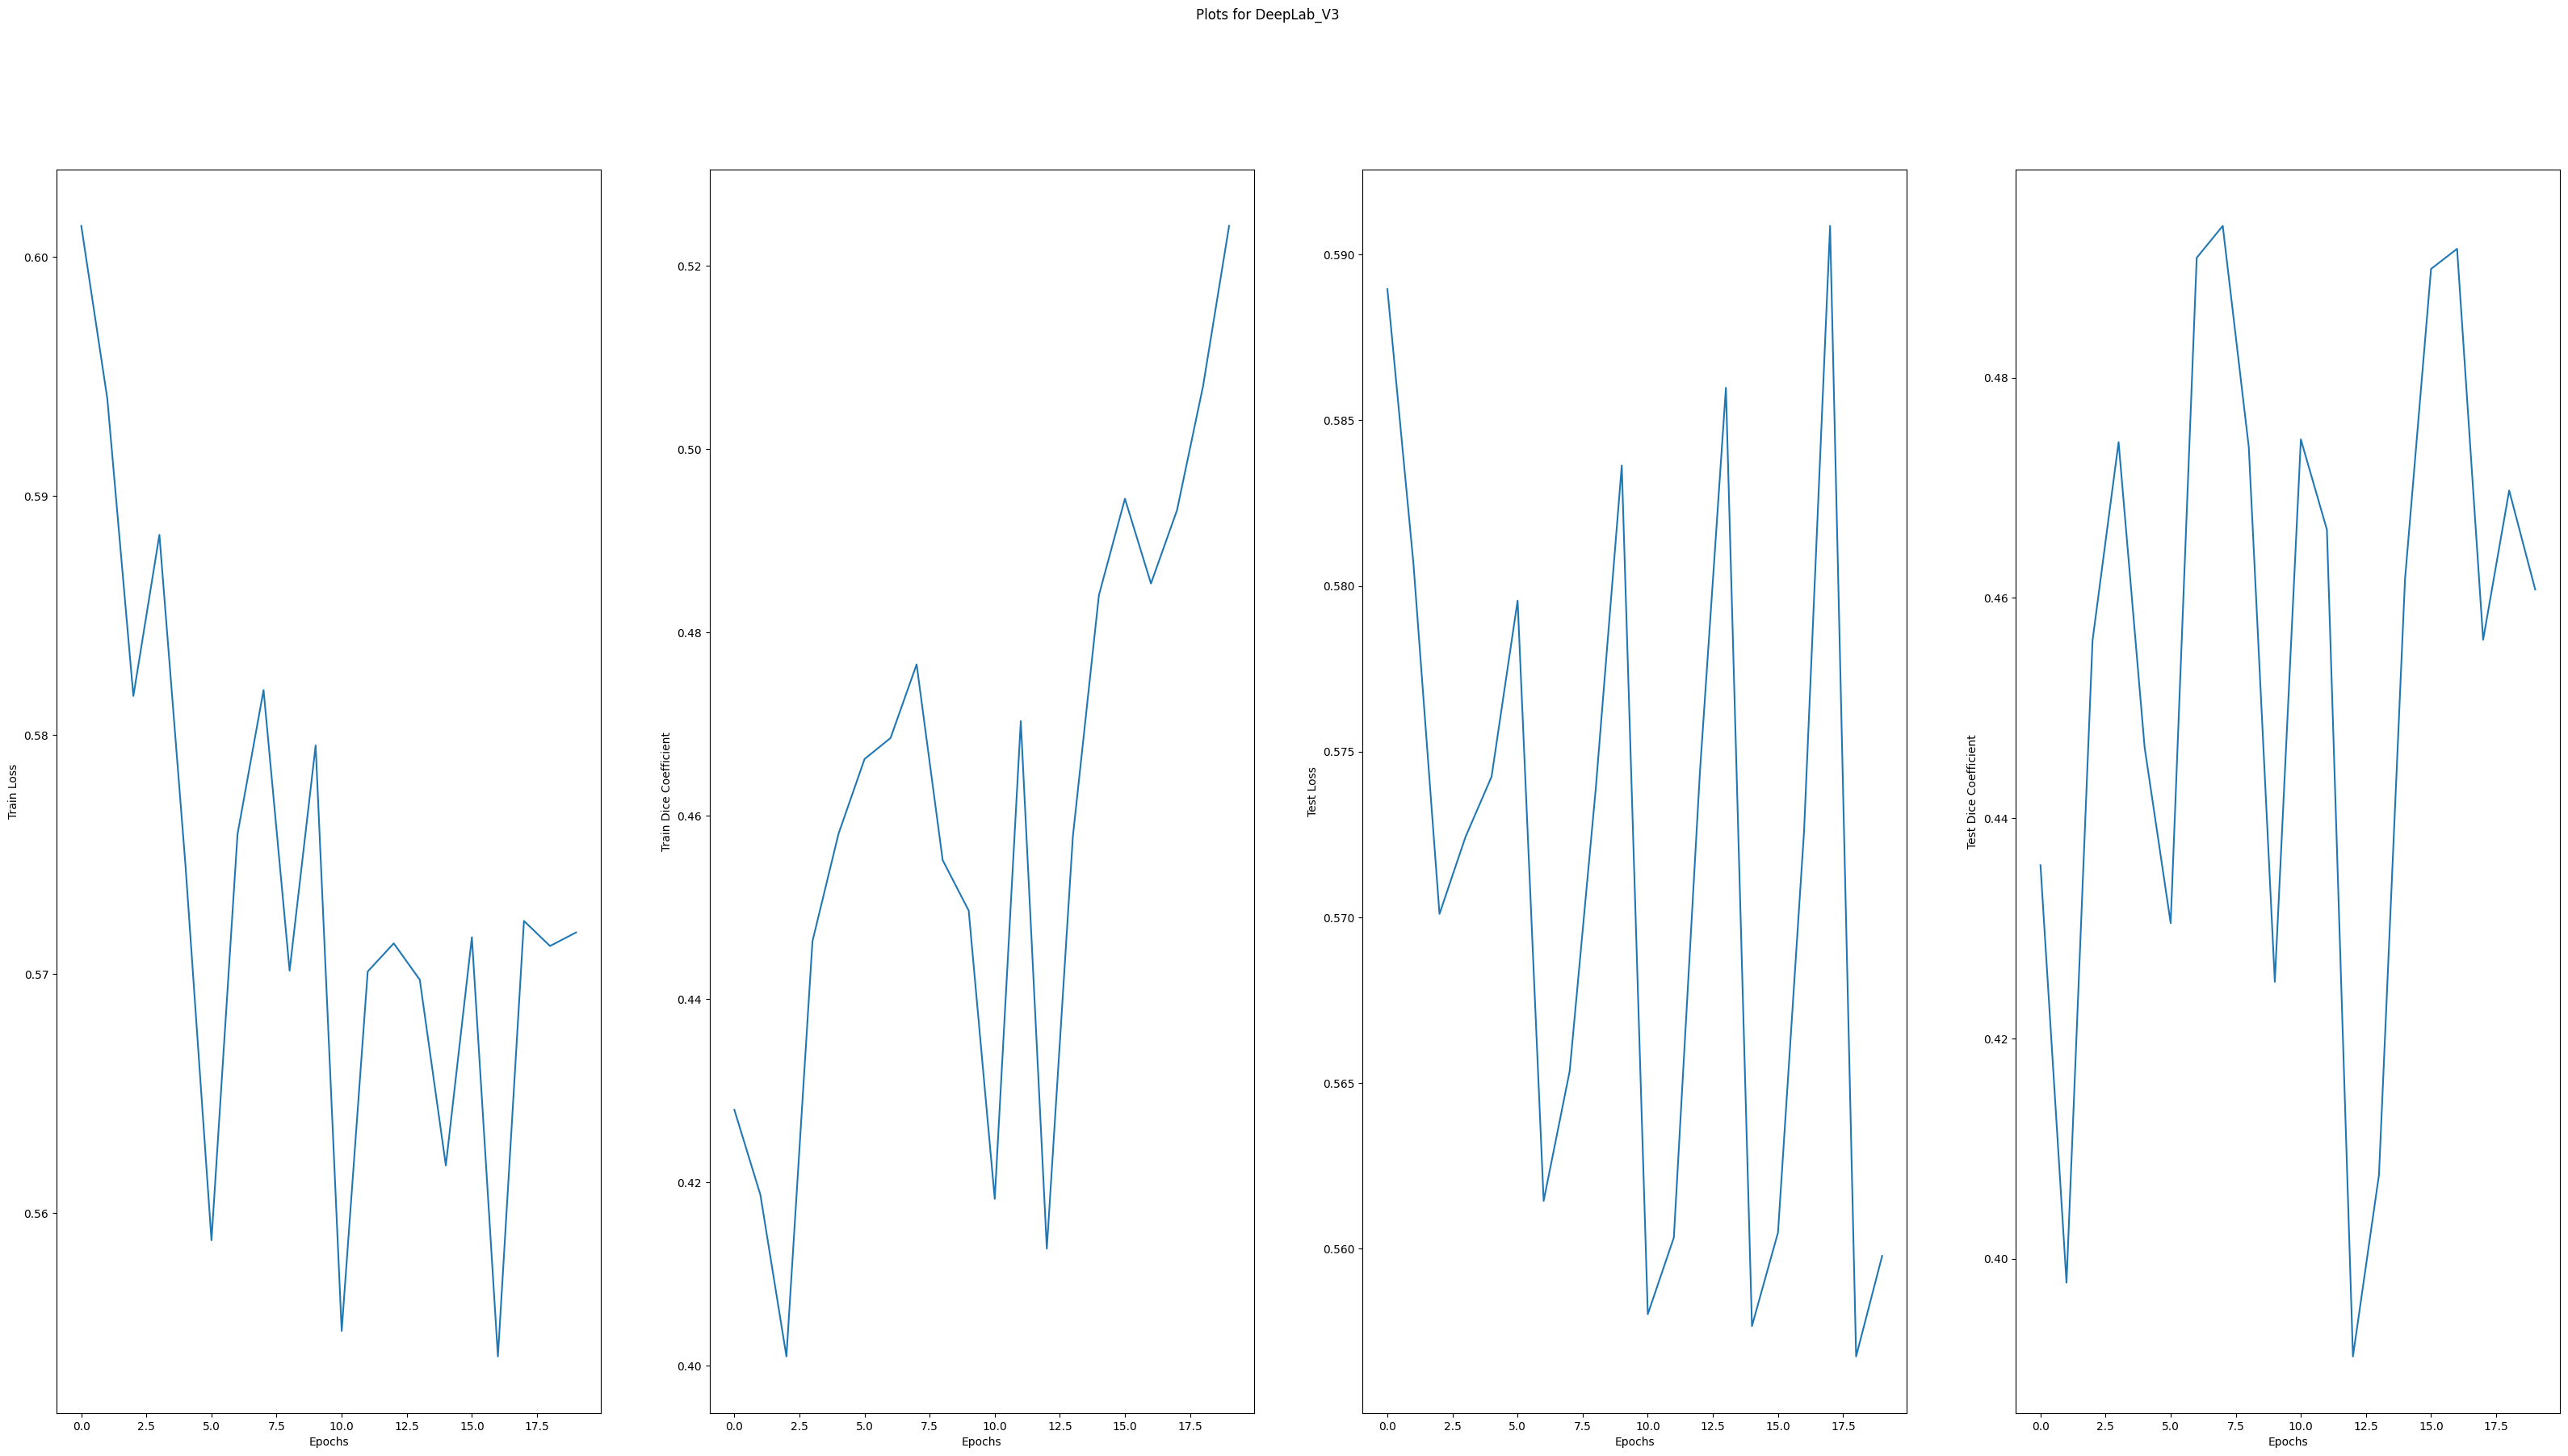 Plots for DeepLab_V3
Train Loss
0.60
0.59
0.58
0.57
0.56
0.0 2.5 5.0 7.5 10.0 12.5 15.0 17.5
Epochs
Train Dice Coefficient
0.52
0.50
0.48
0.46
0.44
0.42
0.40
0.0 2.5 5.0 7.5 10.0 12.5 15.0 17.5
Epochs
Test Loss
0.590
0.585
0.580
0.575
0.570
0.565
0.560
0.0 2.5 5.0 7.5 10.0 12.5 15.0 17.5
Epochs
Test Dice Coefficient
0.48
0.46
0.44
0.42
0.40
0.0 2.5 5.0 7.5 10.0 12.5 15.0 17.5
Epochs